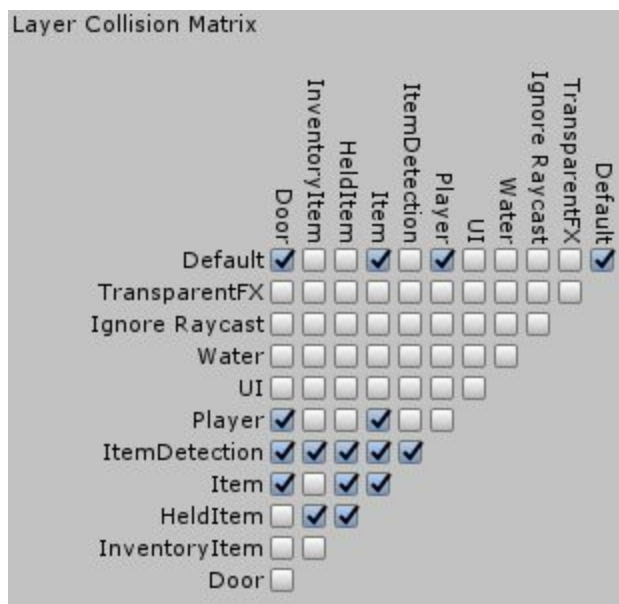 Layer Collision Matrix
Door
InventoryItem
HeldItem
Item
ItemDetection
Player
UI
Water
Ignore Raycast
TransparentFX
Default
Default
TransparentFX
Ignore Raycast
Water
UI
Player
ItemDetection
Item
HeldItem
InventoryItem
Door